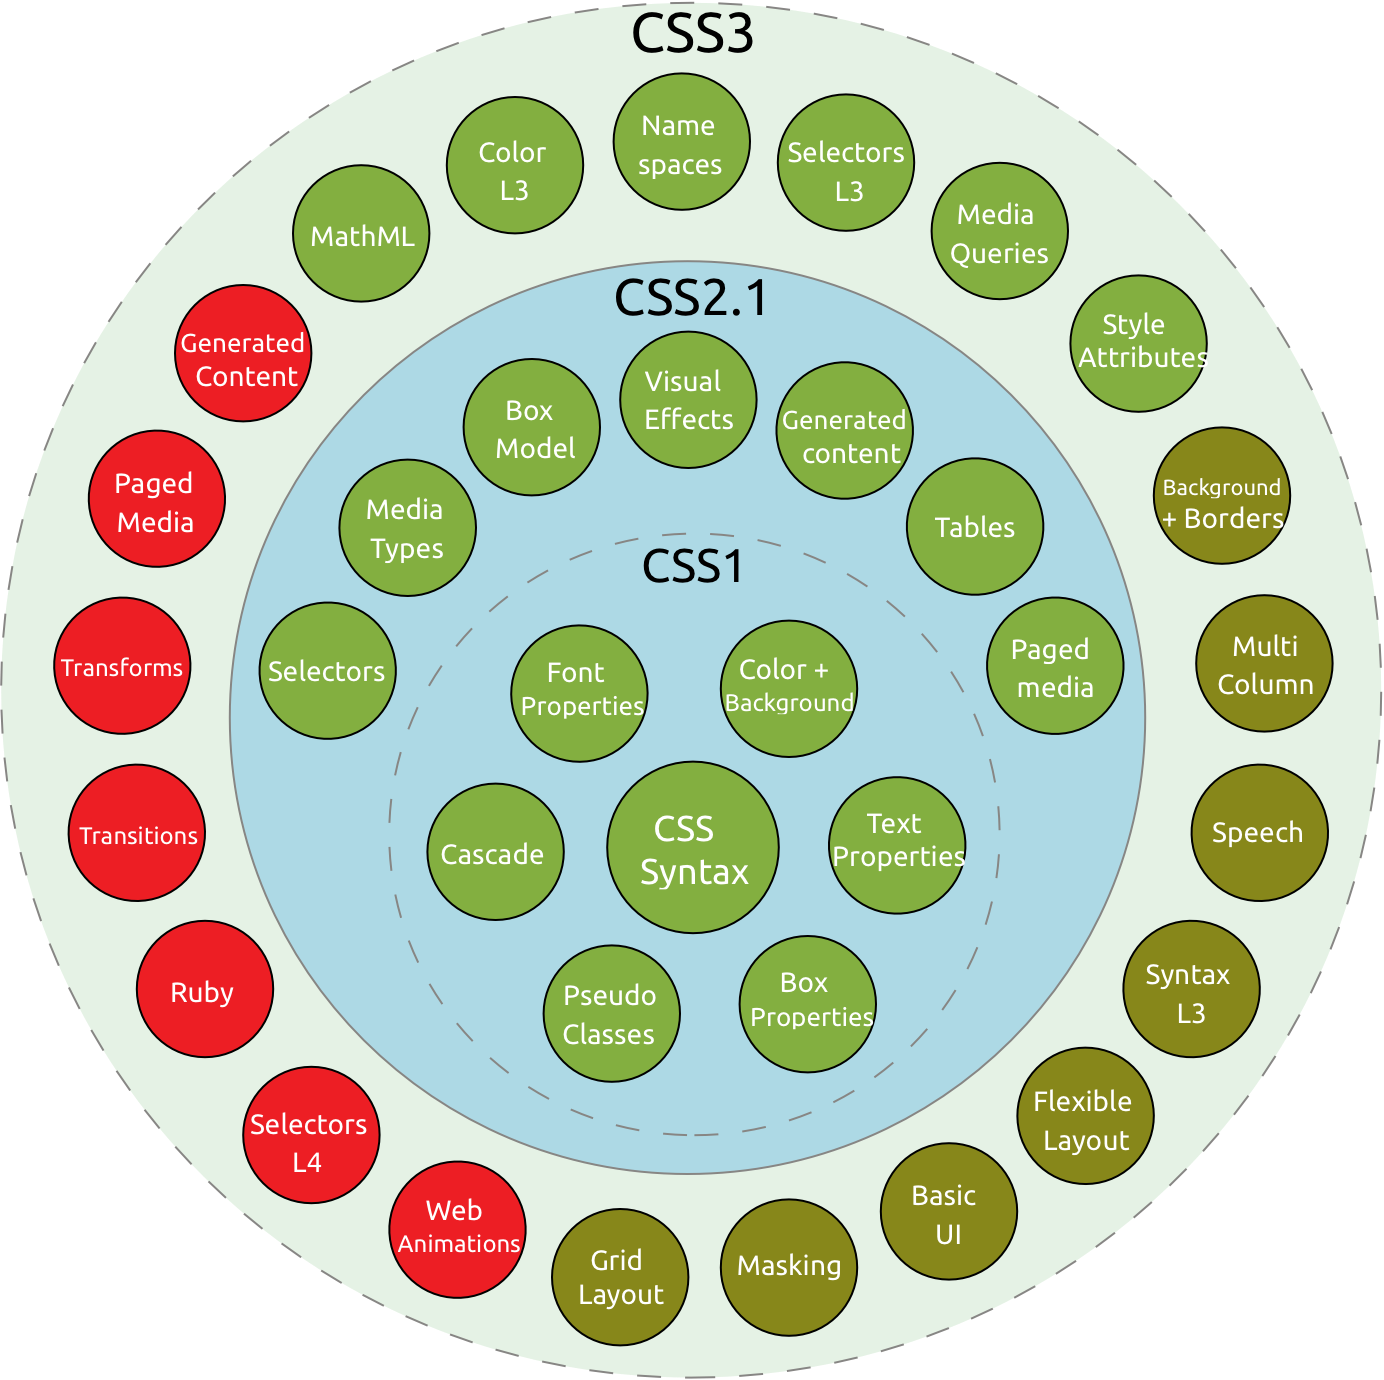 CSS3
Name
spaces
Selectors
L3
Media
Queries
Style
Attributes
Background
+ Borders
Multi
Column
Speech
Syntax
L3
Flexible
Layout
Basic
UI
Masking
Grid
Layout
Web
Animations
Selectors
L4
Ruby
Transitions
Transforms
Paged
Media
Generated
Content
MathML
Color
L3
CSS2.1
Selectors
Media
Types
Box
Model
Visual
Effects
Generated
content
Tables
Paged
media
CSS1
Font
Properties
Color +
Background
Cascade
CSS
Syntax
Text
Properties
Pseudo
Classes
Box
Properties